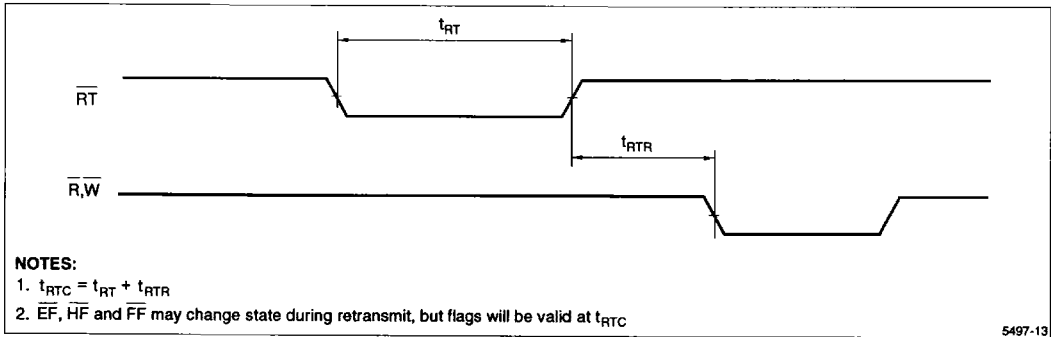 tRT
RT
tRTR
R,W
NOTES:
1. tRTC = tRT + tRTR
2. EF, HF and FF may change state during retransmit, but flags will be valid at tRTC
5497-13